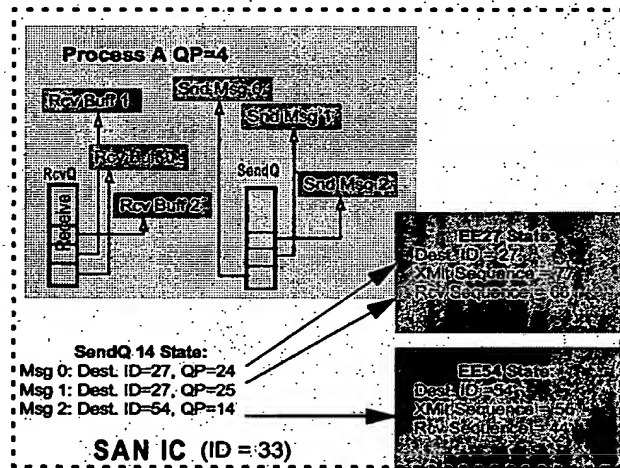 Process A QP=4
Rcv Buff 1
Snd Msg 0
Snd Msg 1
Rcv Buff 0
RcvQ
SendQ
Snd Msg 2
Rcv Buff 2
Receive
EE27 State:
Dest. ID = 27,
XMit Sequence = 77
Rcv Sequence = 66
SendQ 14 State:
Msg 0: Dest. ID=27, QP=24
Msg 1: Dest. ID=27, QP=25
Msg 2: Dest. ID=54, QP=14
EE54 State:
Dest. ID = 54,
XMit Sequence = 56
Rcv Sequence = 44
SAN IC (ID = 33)